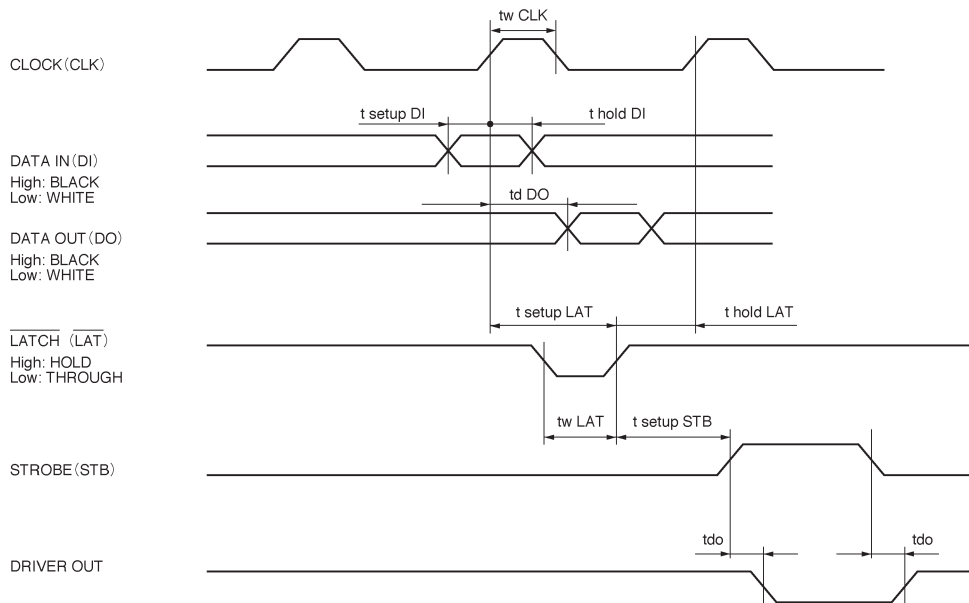 tw CLK
CLOCK(CLK)
t setup DI
t hold DI
DATA IN(DI)
High: BLACK
Low: WHITE
td DO
DATA OUT(DO)
High: BLACK
Low: WHITE
t setup LAT
t hold LAT
LATCH (LAT)
High: HOLD
Low: THROUGH
tw LAT
t setup STB
STROBE(STB)
tdo
tdo
DRIVER OUT